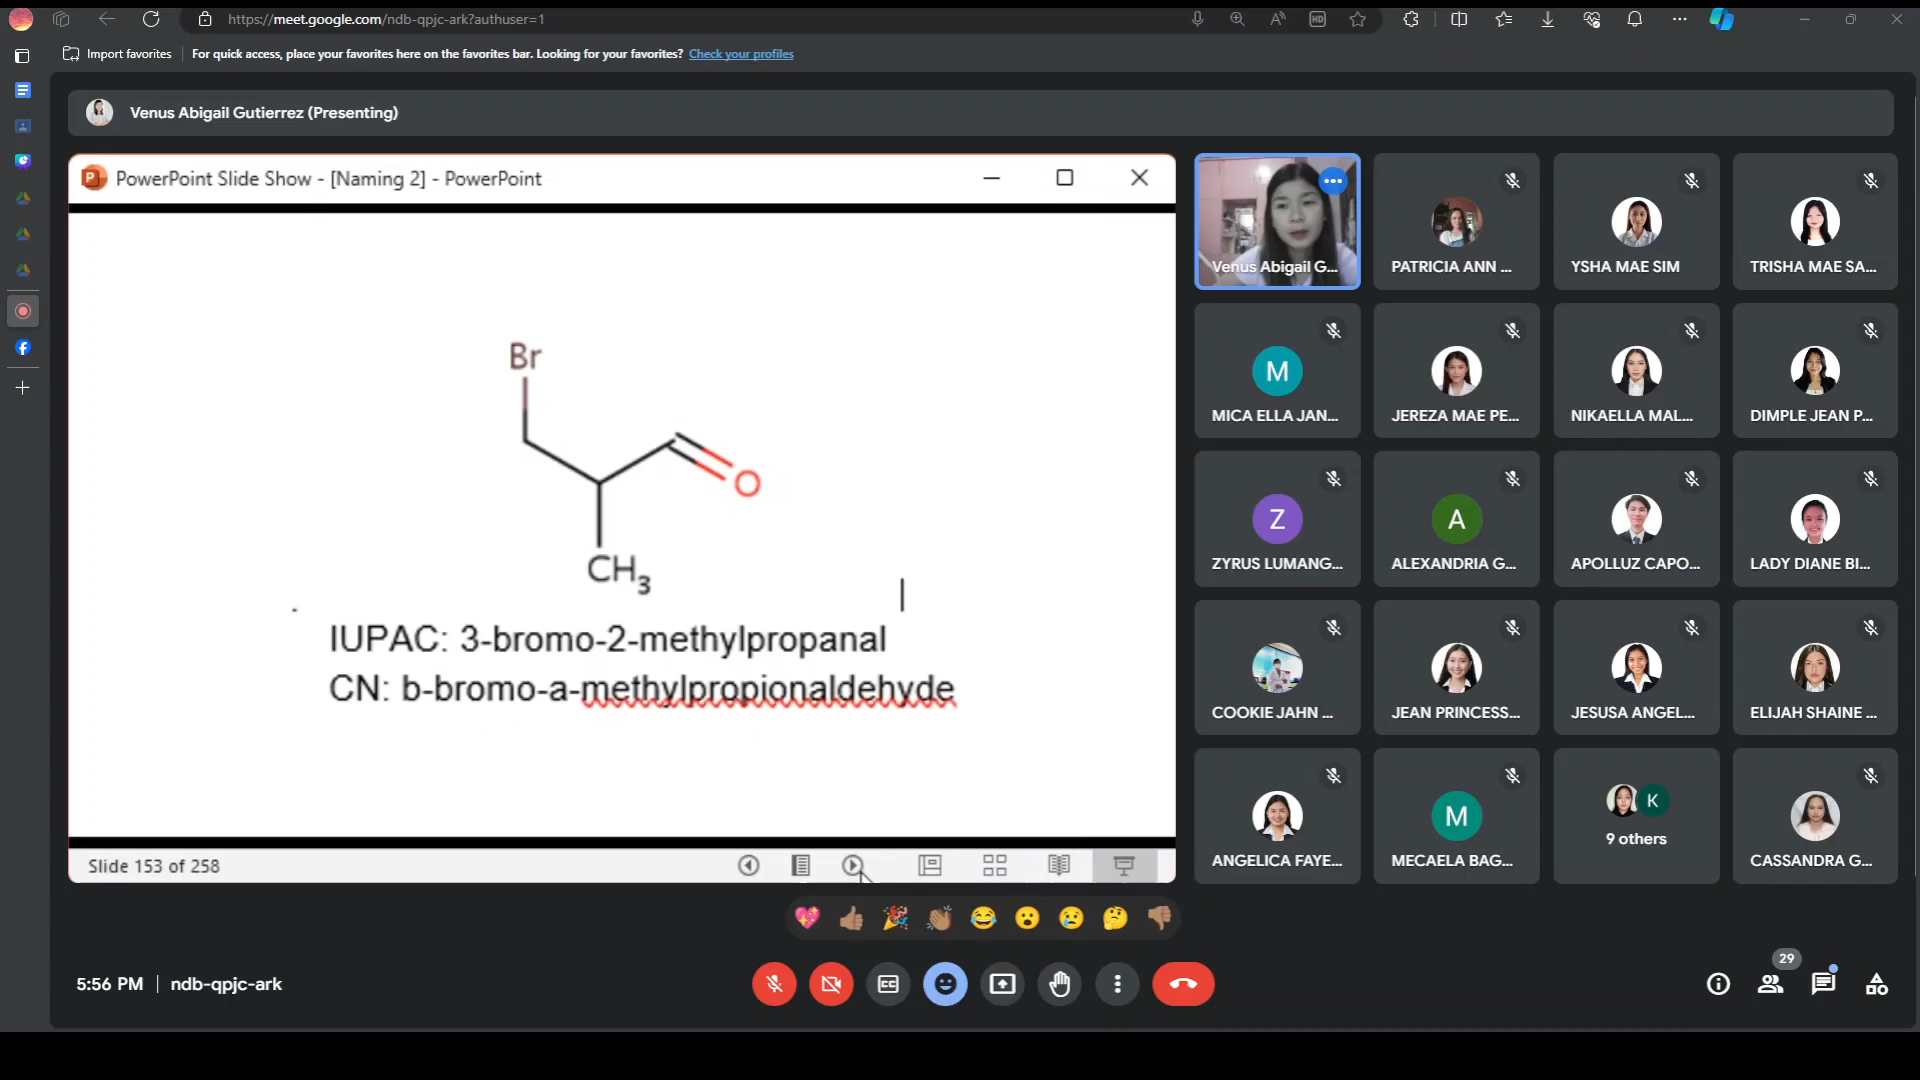 https://meet.google.com/ndb-qpjc-ark?authuser=1
Import favorites
For quick access, place your favorites here on the favorites bar. Looking for your favorites? Check your profiles
Venus Abigail Gutierrez (Presenting)
PowerPoint Slide Show - [Naming 2] - PowerPoint
Br
O
CH3
IUPAC: 3-bromo-2-methylpropanal
CN: b-bromo-a-methylpropionaldehyde
Slide 153 of 258
Venus Abigail G...
PATRICIA ANN ...
YSHA MAE SIM
TRISHA MAE SA...
M
MICA ELLA JAN...
JEREZA MAE PE...
NIKAELLA MAL...
DIMPLE JEAN P...
Z
A
ZYRUS LUMANG...
ALEXANDRIA G...
APOLLUZ CAPO...
LADY DIANE BI...
COOKIE JAHN ...
JEAN PRINCESS...
JESUSA ANGEL...
ELIJAH SHAINE ...
M
K
ANGELICA FAYE...
MECAELA BAG...
9 others
CASSANDRA G...
5:56 PM | ndb-qpjc-ark
29